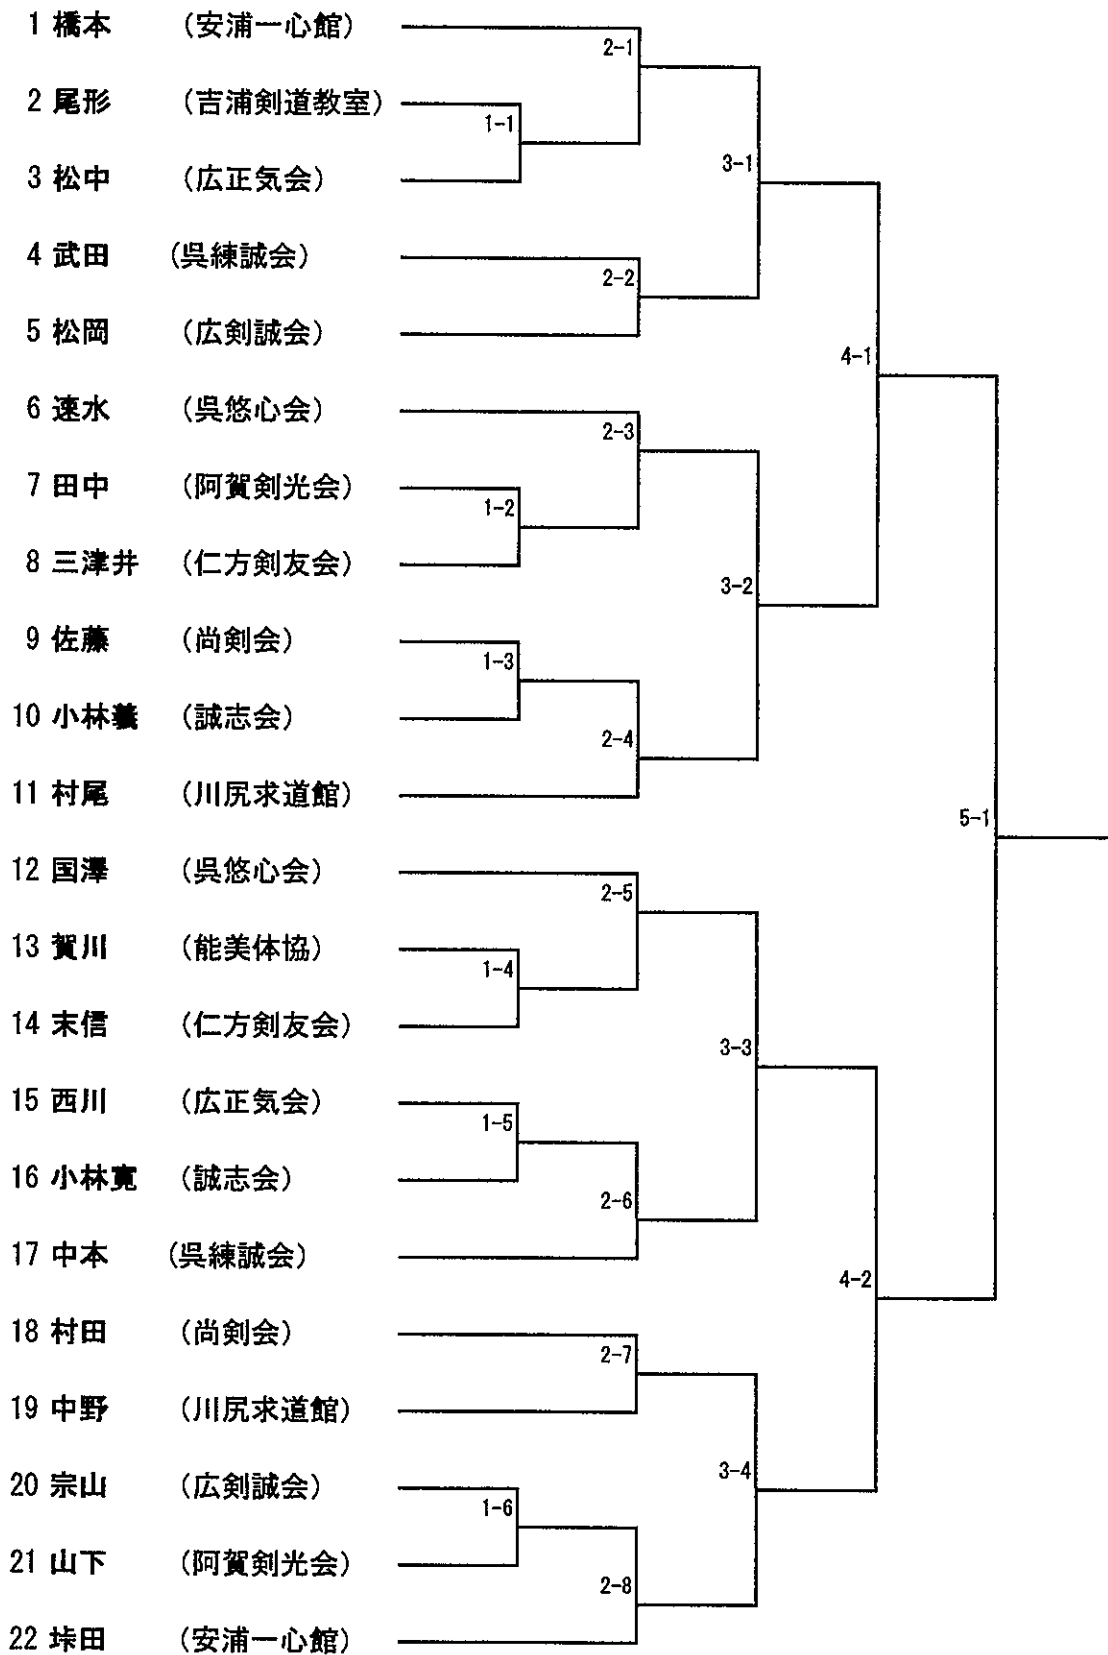 1 橋本 (安浦一心館)
2-1
2 尾形 (吉浦剣道教室)
1-1
3-1
3 松中 (広正気会)
4 武田 (呉練誠会)
2-2
5 松岡 (広剣誠会)
4-1
6 速水 (呉悠心会)
2-3
7 田中 (阿賀剣光会)
1-2
8 三津井 (仁方剣友会)
3-2
9 佐藤 (尚剣会)
1-3
10 小林義 (誠志会)
2-4
11 村尾 (川尻求道館)
5-1
12 国澤 (呉悠心会)
2-5
13 賀川 (能美体協)
1-4
14 末信 (仁方剣友会)
3-3
15 西川 (広正気会)
1-5
16 小林寛 (誠志会)
2-6
17 中本 (呉練誠会)
4-2
18 村田 (尚剣会)
2-7
19 中野 (川尻求道館)
3-4
20 宗山 (広剣誠会)
1-6
21 山下 (阿賀剣光会)
2-8
22 垰田 (安浦一心館)